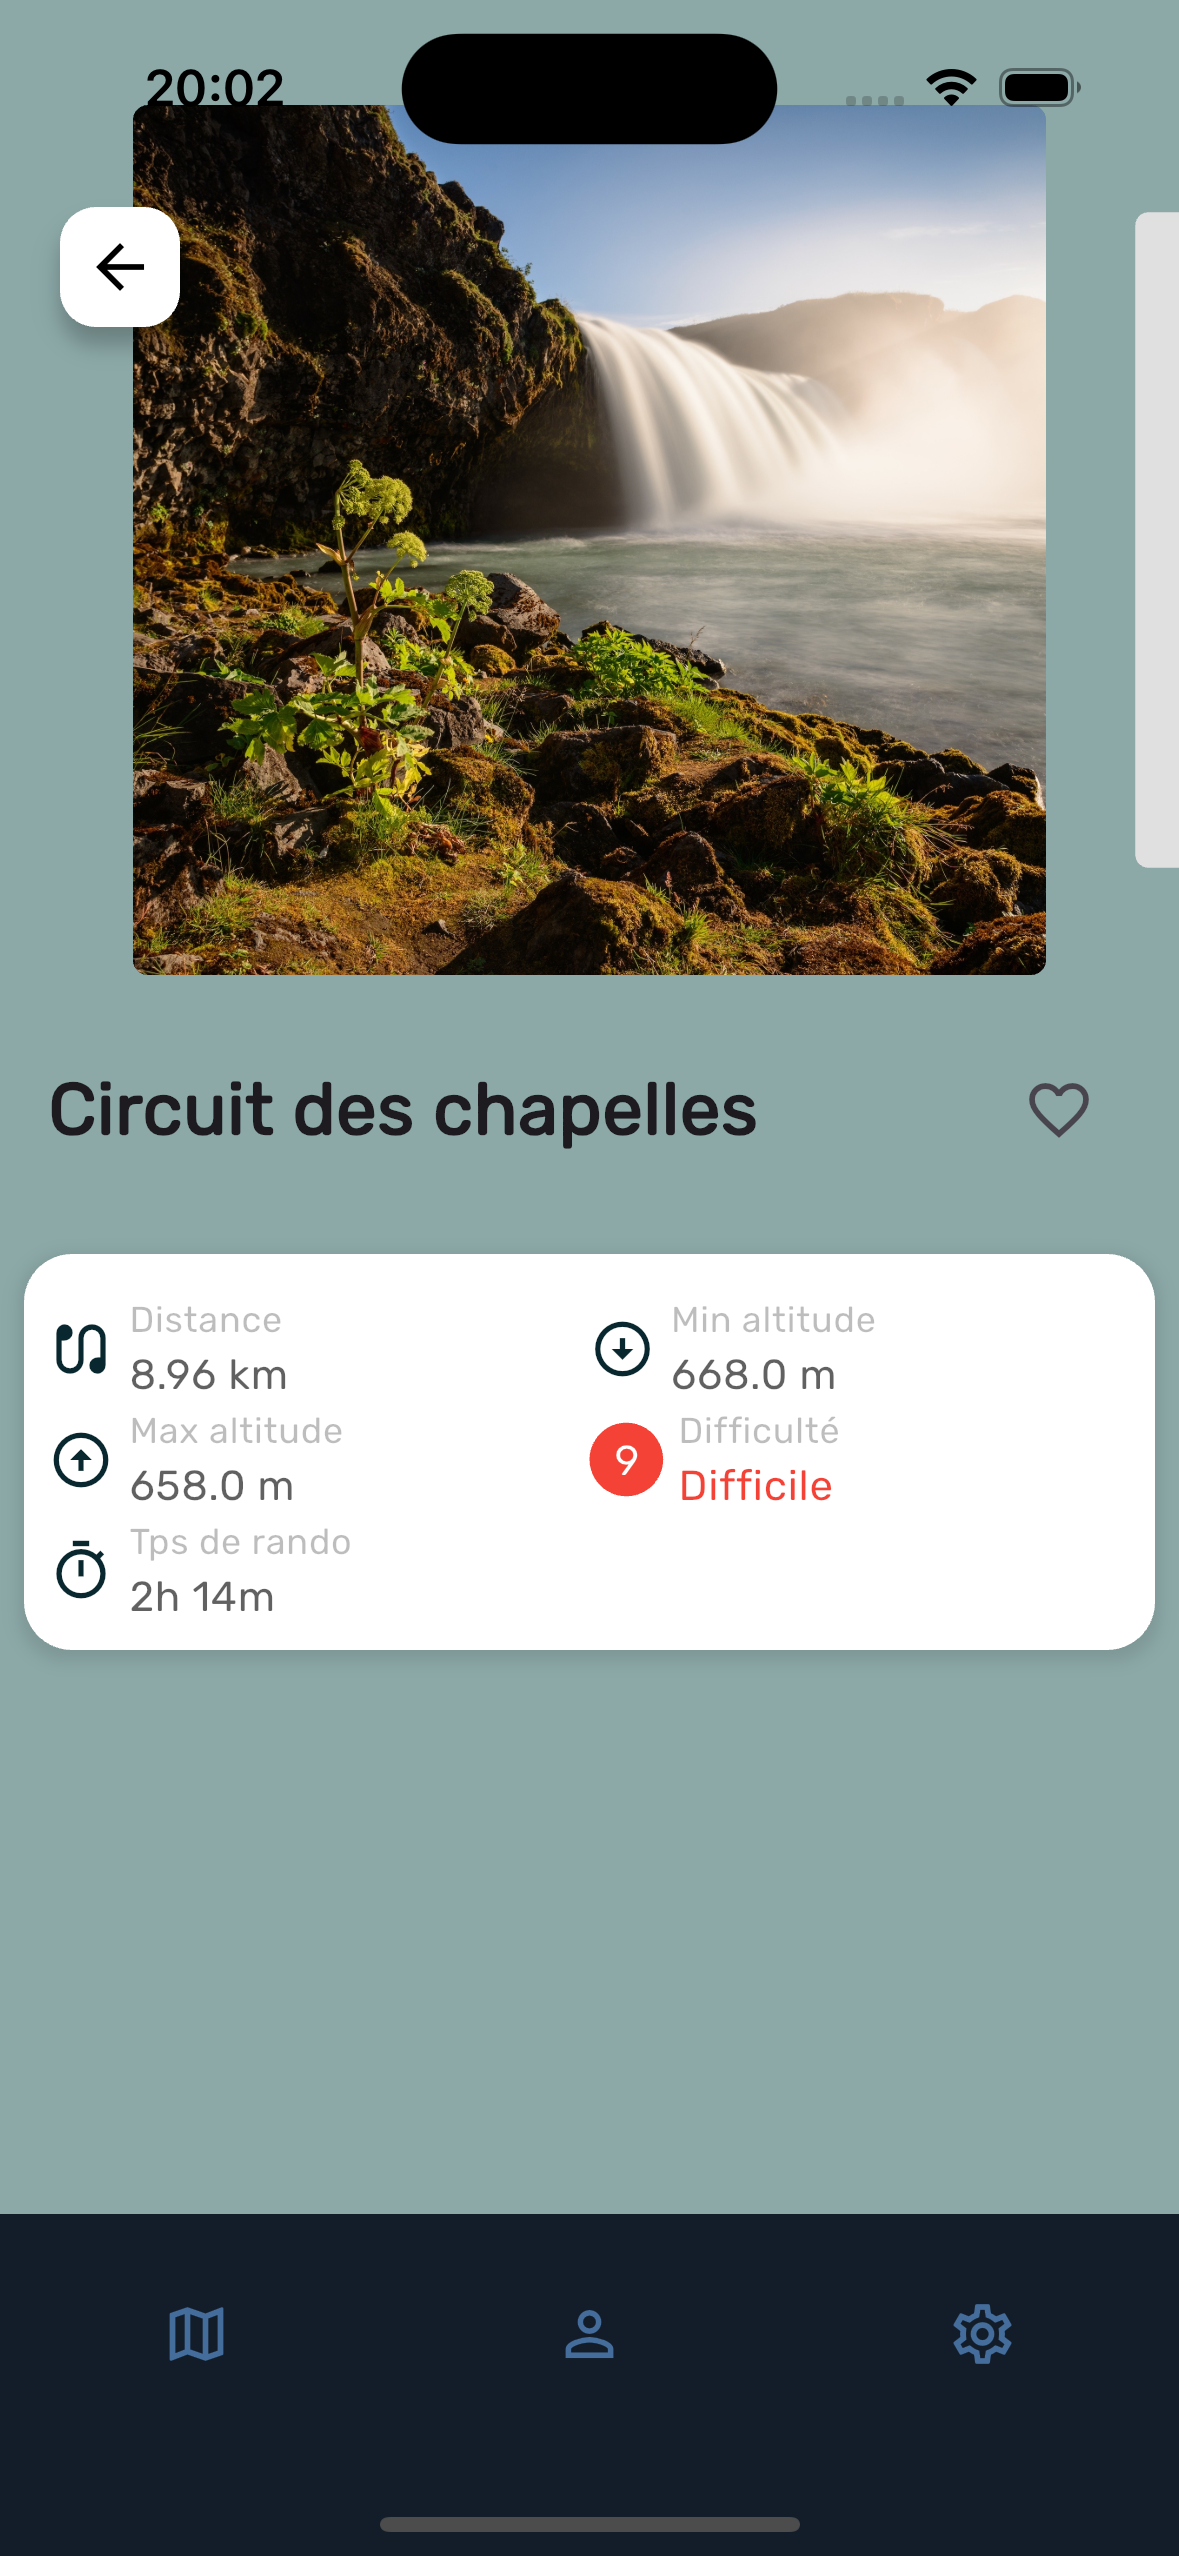 20:02
Circuit des chapelles
Distance
8.96 km
Min altitude
668.0 m
Max altitude
658.0 m
9
Difficulté
Difficile
Tps de rando
2h 14m